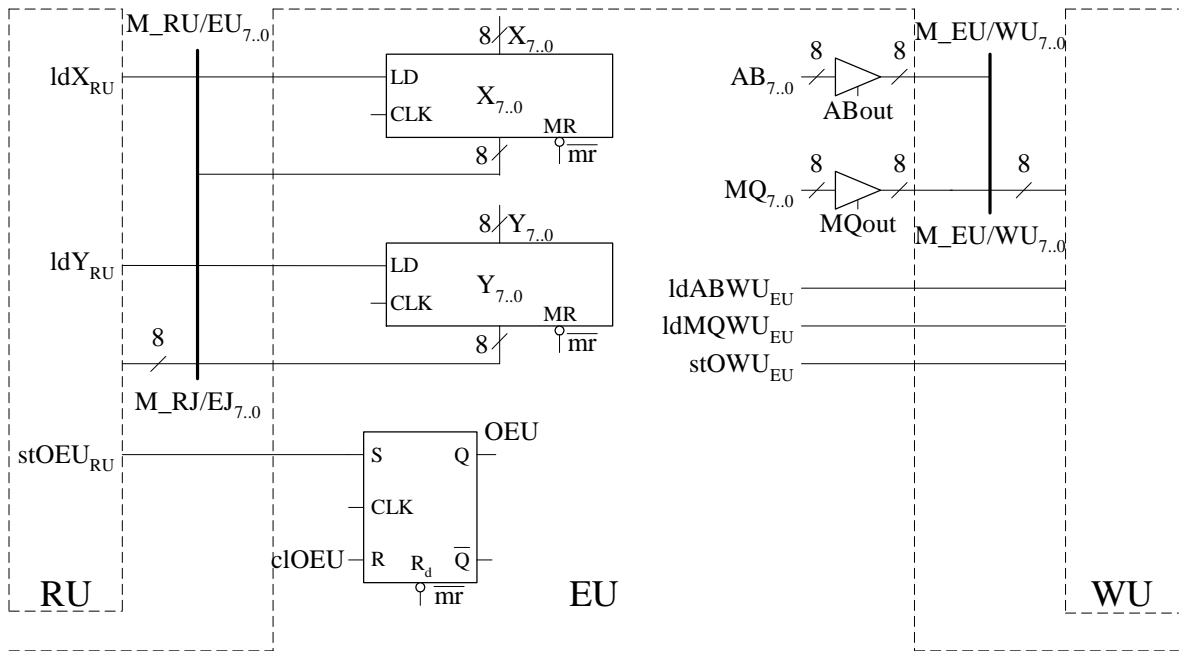 M_RU/EU7..0
8 X7..0
ldXRU
LD
CLK
X7..0
MR
mr
8
8 Y7..0
ldYRU
LD
CLK
Y7..0
MR
mr
8
8
M_RJ/EJ7..0
OEU
stOEURU
S
Q
CLK
clOEU
R
Rd
Q
mr
RU
EU
M_EU/WU7..0
8
8
AB7..0
ABout
8
8
8
MQ7..0
MQout
M_EU/WU7..0
ldABWUEU
ldMQWUEU
stOWUEU
WU